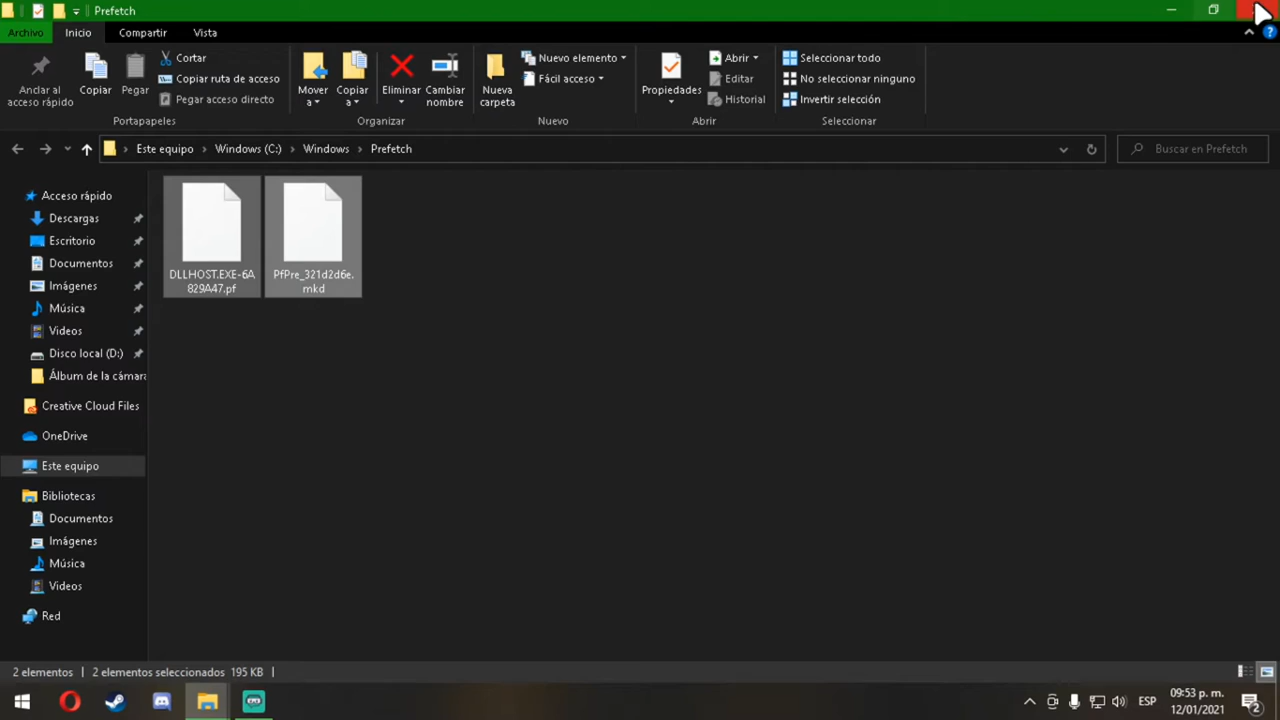 Prefetch
Archivo Inicio Compartir Vista
Anclar al acceso rápido
Copiar
Pegar
Cortar
Copiar ruta de acceso
Pegar acceso directo
Mover a
Copiar a
Eliminar
Cambiar nombre
Nueva carpeta
Nuevo elemento
Fácil acceso
Propiedades
Abrir
Editar
Historial
Seleccionar todo
No seleccionar ninguno
Invertir selección
Portapapeles Organizar Nuevo Abrir Seleccionar
Este equipo Windows (C:) Windows Prefetch
Buscar en Prefetch
Acceso rápido
Descargas
Escritorio
Documentos
Imágenes
Música
Videos
Disco local (D:)
Álbum de la cámara
Creative Cloud Files
OneDrive
Este equipo
Bibliotecas
Documentos
Imágenes
Música
Videos
Red
DLLHOST.EXE-6A
829A47.pf
PfPre_321d2d6e.
mkd
2 elementos 2 elementos seleccionados 195 KB
ESP
09:53 p. m.
12/01/2021
2